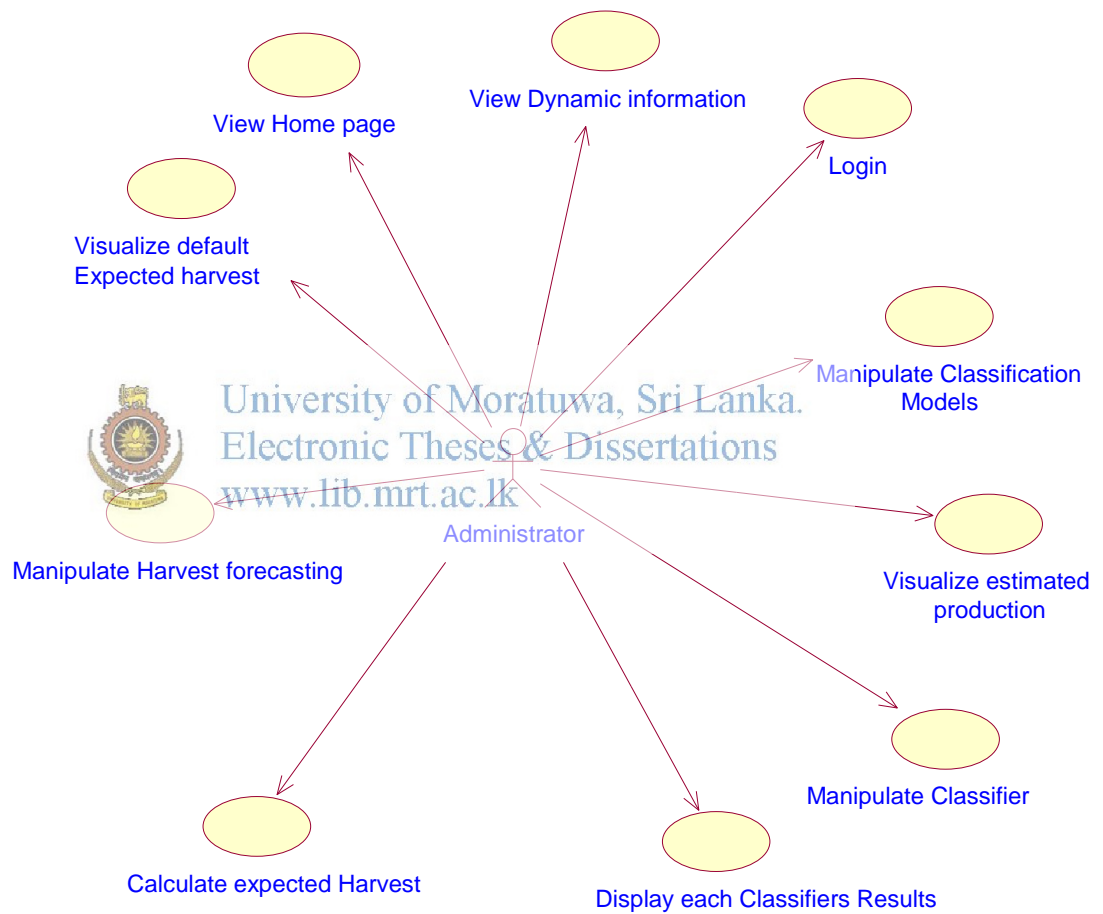 View Dynamic information
View Home page
Login
Visualize default
Expected harvest
Manipulate Classification
Models
University of Moratuwa, Sri Lanka.
Electronic Theses & Dissertations
www.lib.mrt.ac.lk
Administrator
Manipulate Harvest forecasting
Visualize estimated
production
Manipulate Classifier
Calculate expected Harvest
Display each Classifiers Results